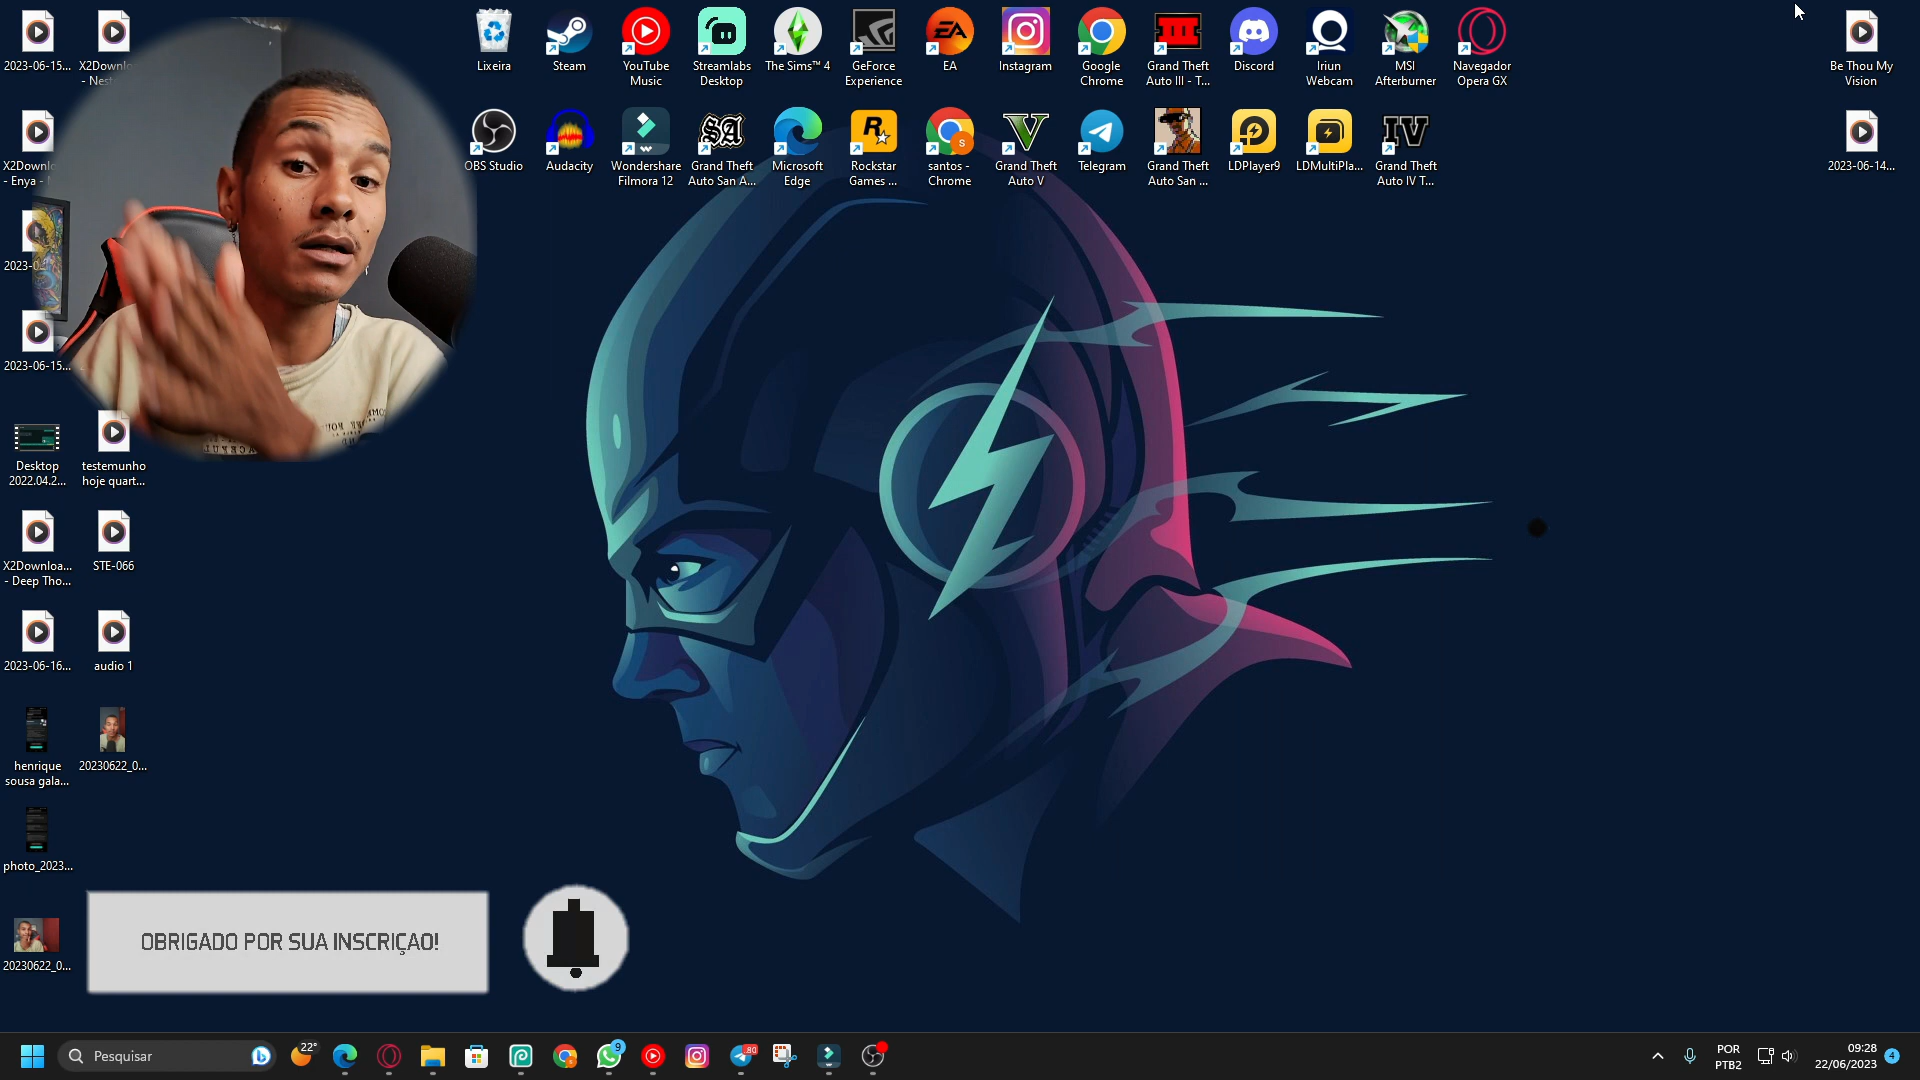 2023-06-15...
X2Downlo
- Nest
Lixeira
Steam
YouTube
Music
Streamlabs
Desktop
The Sims™ 4
GeForce
Experience
EA
Instagram
Google
Chrome
Grand Theft
Auto III - T...
Discord
Iriun
Webcam
MSI
Afterburner
Navegador
Opera GX
Be Thou My
Vision
X2Downlo
- Enya -
OBS Studio
Audacity
Wondershare
Filmora 12
Grand Theft
Auto San A...
Microsoft
Edge
Rockstar
Games ...
santos -
Chrome
Grand Theft
Auto V
Telegram
Grand Theft
Auto San ...
LDPlayer9
LDMultiPla...
Grand Theft
Auto IV T...
2023-06-14...
2023-0
2023-06-15...
Desktop
2022.04.2...
testemunho
hoje quart...
X2Downloa...
- Deep Tho...
STE-066
2023-06-16...
audio 1
henrique
sousa gala...
20230622_0...
photo_2023...
20230622_0...
OBRIGADO POR SUA INSCRIÇAO!
22°
Pesquisar
9
80
POR
PTB2
09:28
22/06/2023
4